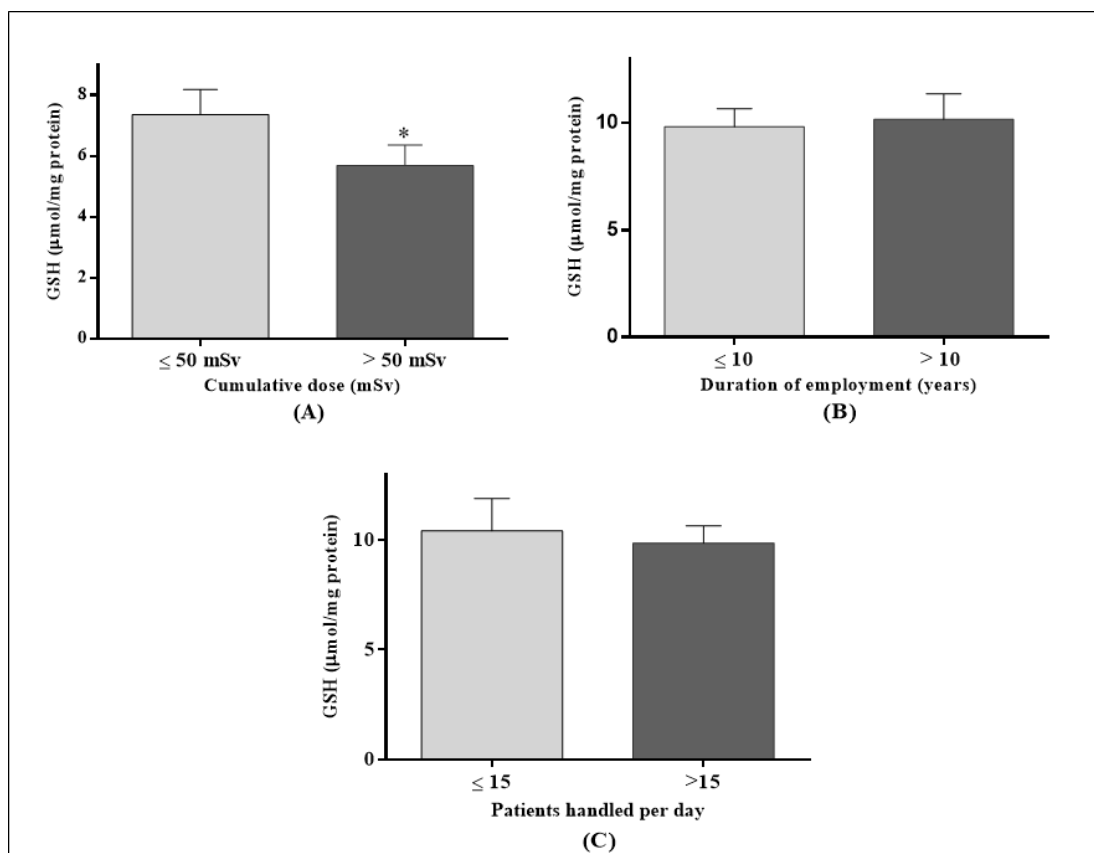 GSH (μmol/mg protein)
8
6
4
2
0
*
≤ 50 mSv > 50 mSv
Cumulative dose (mSv)
(A)
GSH (μmol/mg protein)
10
5
0
≤ 10 > 10
Duration of employment (years)
(B)
GSH (μmol/mg protein)
10
5
0
≤ 15 >15
Patients handled per day
(C)